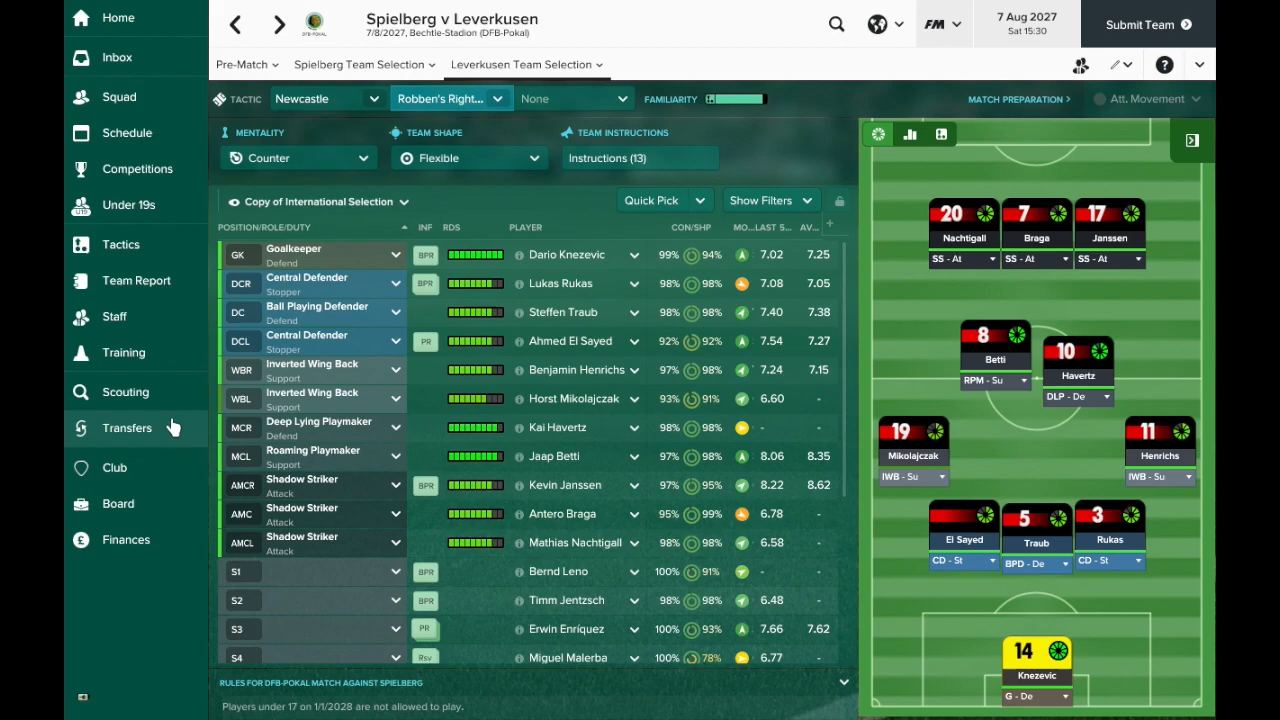 Home
Inbox
Squad
Schedule
Competitions
U19
Under 19s
Tactics
Team Report
Staff
Training
Scouting
Transfers
Club
Board
Finances
DFB-POKAL
Spielberg v Leverkusen
7/8/2027, Bechtle-Stadion (DFB-Pokal)
FM
7 Aug 2027
Sat 15:30
Submit Team
Pre-Match
Spielberg Team Selection
Leverkusen Team Selection
?
TACTIC
Newcastle
Robben's Right...
None
FAMILIARITY
MATCH PREPARATION >
Att. Movement
MENTALITY
TEAM SHAPE
TEAM INSTRUCTIONS
Counter
Flexible
Instructions (13)
Copy of International Selection
Quick Pick
Show Filters
POSITION/ROLE/DUTY INF RDS PLAYER CON/SHP MO... LAST 5... AV... +
GK Goalkeeper Defend BPR Dario Knezevic 99% 94% 7.02 7.25
DCR Central Defender Stopper BPR Lukas Rukas 98% 98% 7.08 7.05
DC Ball Playing Defender Defend Steffen Traub 98% 98% 7.40 7.38
DCL Central Defender Stopper PR Ahmed El Sayed 92% 92% 7.54 7.27
WBR Inverted Wing Back Support Benjamin Henrichs 97% 98% 7.24 7.15
WBL Inverted Wing Back Support Horst Mikolajczak 93% 91% 6.60 -
MCR Deep Lying Playmaker Defend Kai Havertz 98% 98% - -
MCL Roaming Playmaker Support Jaap Betti 97% 98% 8.06 8.35
AMCR Shadow Striker Attack BPR Kevin Janssen 97% 95% 8.22 8.62
AMC Shadow Striker Attack Antero Braga 95% 99% 6.78 -
AMCL Shadow Striker Attack Mathias Nachtigall 98% 98% 6.58 -
S1 BPR Bernd Leno 100% 91% - -
S2 BPR Timm Jentzsch 98% 98% 6.48 -
S3 PR Erwin Enríquez 100% 93% 7.66 7.62
S4 Rsv Miguel Malerba 100% 78% 6.77 -
RULES FOR DFB-POKAL MATCH AGAINST SPIELBERG
Players under 17 on 1/1/2028 are not allowed to play.
20 7 17
Nachtigall Braga Janssen
SS - At SS - At SS - At
8
Betti
RPM - Su
10
Havertz
DLP - De
19 11
Mikolajczak Henrichs
IWB - Su IWB - Su
5 3
El Sayed Traub Rukas
CD - St BPD - De CD - St
14
Knezevic
G - De